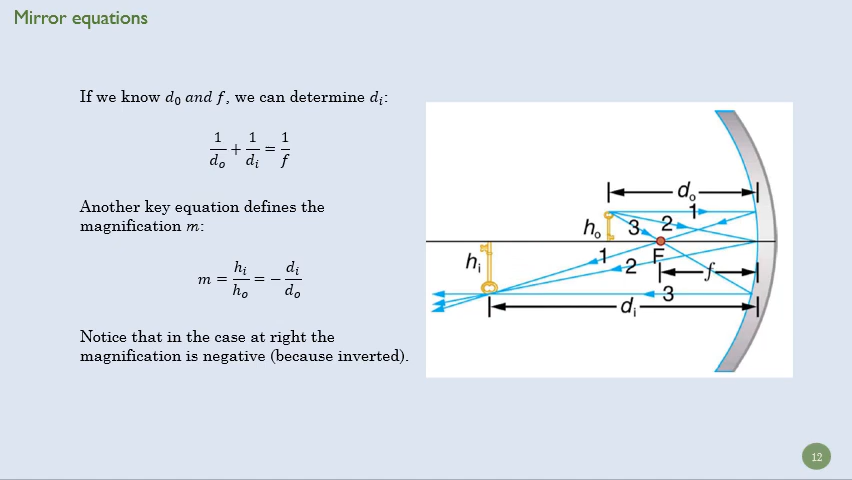 Mirror equations
If we know d₀ and f, we can determine dᵢ:
1/dₒ + 1/dᵢ = 1/f
Another key equation defines the
magnification m:
m = hᵢ/hₒ = − dᵢ/dₒ
Notice that in the case at right the
magnification is negative (because inverted).
dₒ
1
hₒ 3 2
F
hᵢ 1 2 f
3
dᵢ
12